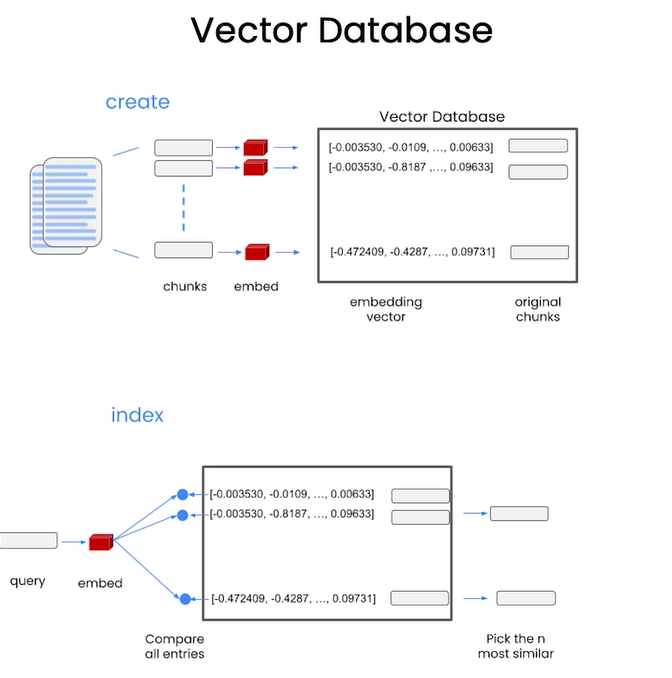 Vector Database
create
Vector Database
[-0.003530, -0.0109, ..., 0.00633]
[-0.003530, -0.8187 ,..., 0.09633]
[-0.472409, -0.4287, ..., 0.09731]
chunks
embed
embedding
vector
original
chunks
index
[-0.003530, -0.0109, ..., 0.00633]
[-0.003530, -0.8187, ..., 0.09633]
[-0.472409, -0.4287, ..., 0.09731]
query
embed
Compare
all entries
Pick the n
most similar